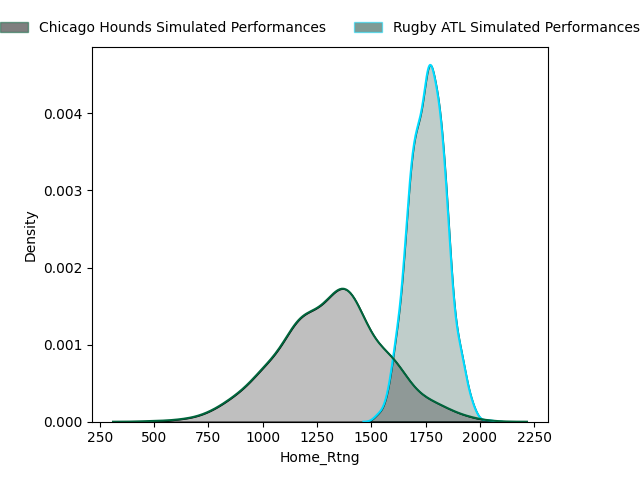 Chicago Hounds Simulated Performances Rugby ATL Simulated Performances
0.004
0.003
0.002
0.001
0.000
Density
250 500 750 1000 1250 1500 1750 2000 2250
Home_Rtng